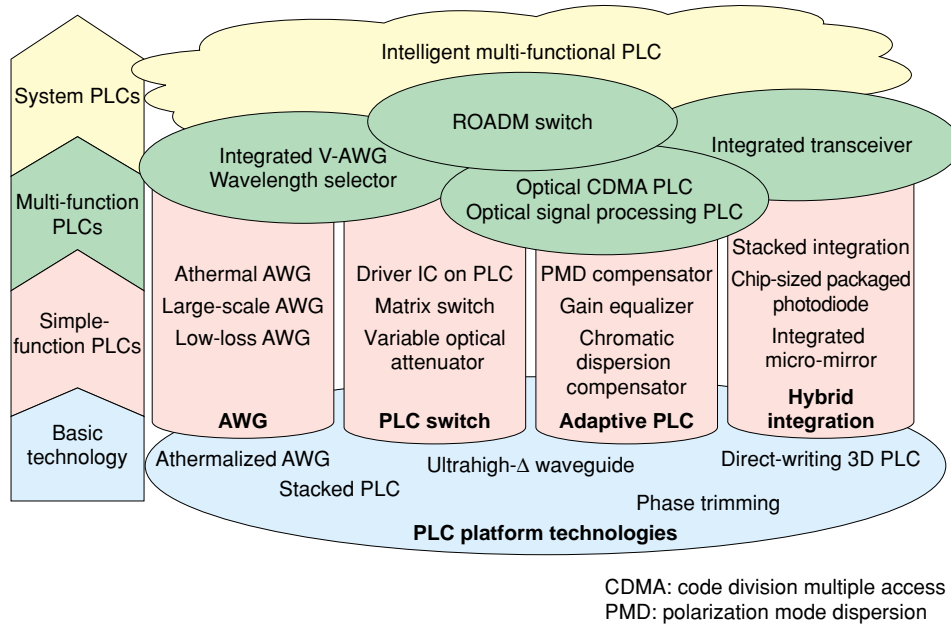 System PLCs
Multi-function
PLCs
Simple-
function PLCs
Basic
technology
Intelligent multi-functional PLC
ROADM switch
Integrated V-AWG
Wavelength selector
Integrated transceiver
Optical CDMA PLC
Optical signal processing PLC
Athermal AWG
Large-scale AWG
Low-loss AWG
AWG
Driver IC on PLC
Matrix switch
Variable optical
attenuator
PLC switch
PMD compensator
Gain equalizer
Chromatic
dispersion
compensator
Adaptive PLC
Stacked integration
Chip-sized packaged
photodiode
Integrated
micro-mirror
Hybrid
integration
Athermalized AWG
Stacked PLC
Ultrahigh-Δ waveguide
Direct-writing 3D PLC
Phase trimming
PLC platform technologies
CDMA: code division multiple access
PMD: polarization mode dispersion